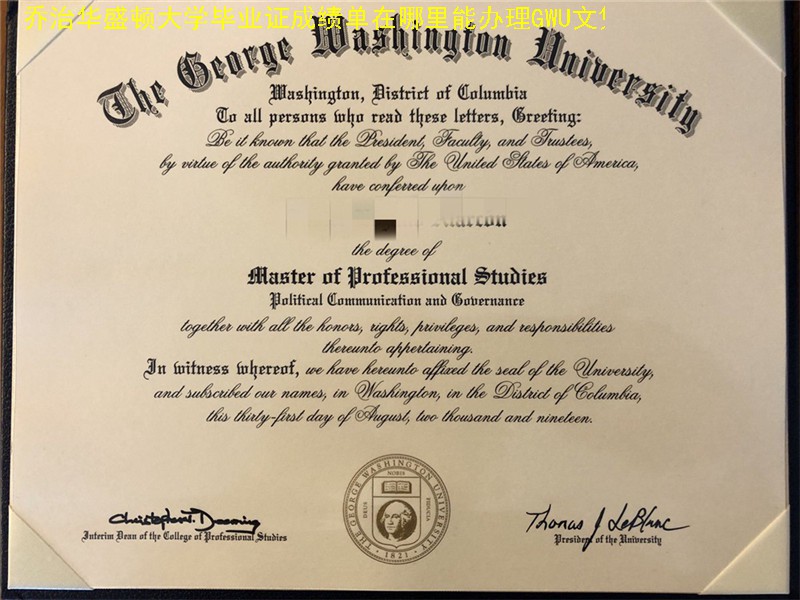 乔治华盛顿大学毕业证成绩单在哪里能办理GWU文
The George Washington University
Washington, District of Columbia
To all persons who read these letters, Greeting:
Be it known that the President, Faculty, and Trustees,
by virtue of the authority granted by The United States of America,
have conferred upon
Alarcon
the degree of
Master of Professional Studies
Political Communication and Governance
together with all the honors, rights, privileges, and responsibilities
thereunto appertaining.
In witness whereof, we have hereunto affixed the seal of the University,
and subscribed our names, in Washington, in the District of Columbia,
this thirty-first day of August, two thousand and nineteen.
THE GEORGE WASHINGTON UNIVERSITY
NOBIS
DEUS
FIDUCIA
1821
Christopher J. Deering
Thomas J LeBlanc
Interim Dean of the College of Professional Studies
President of the University